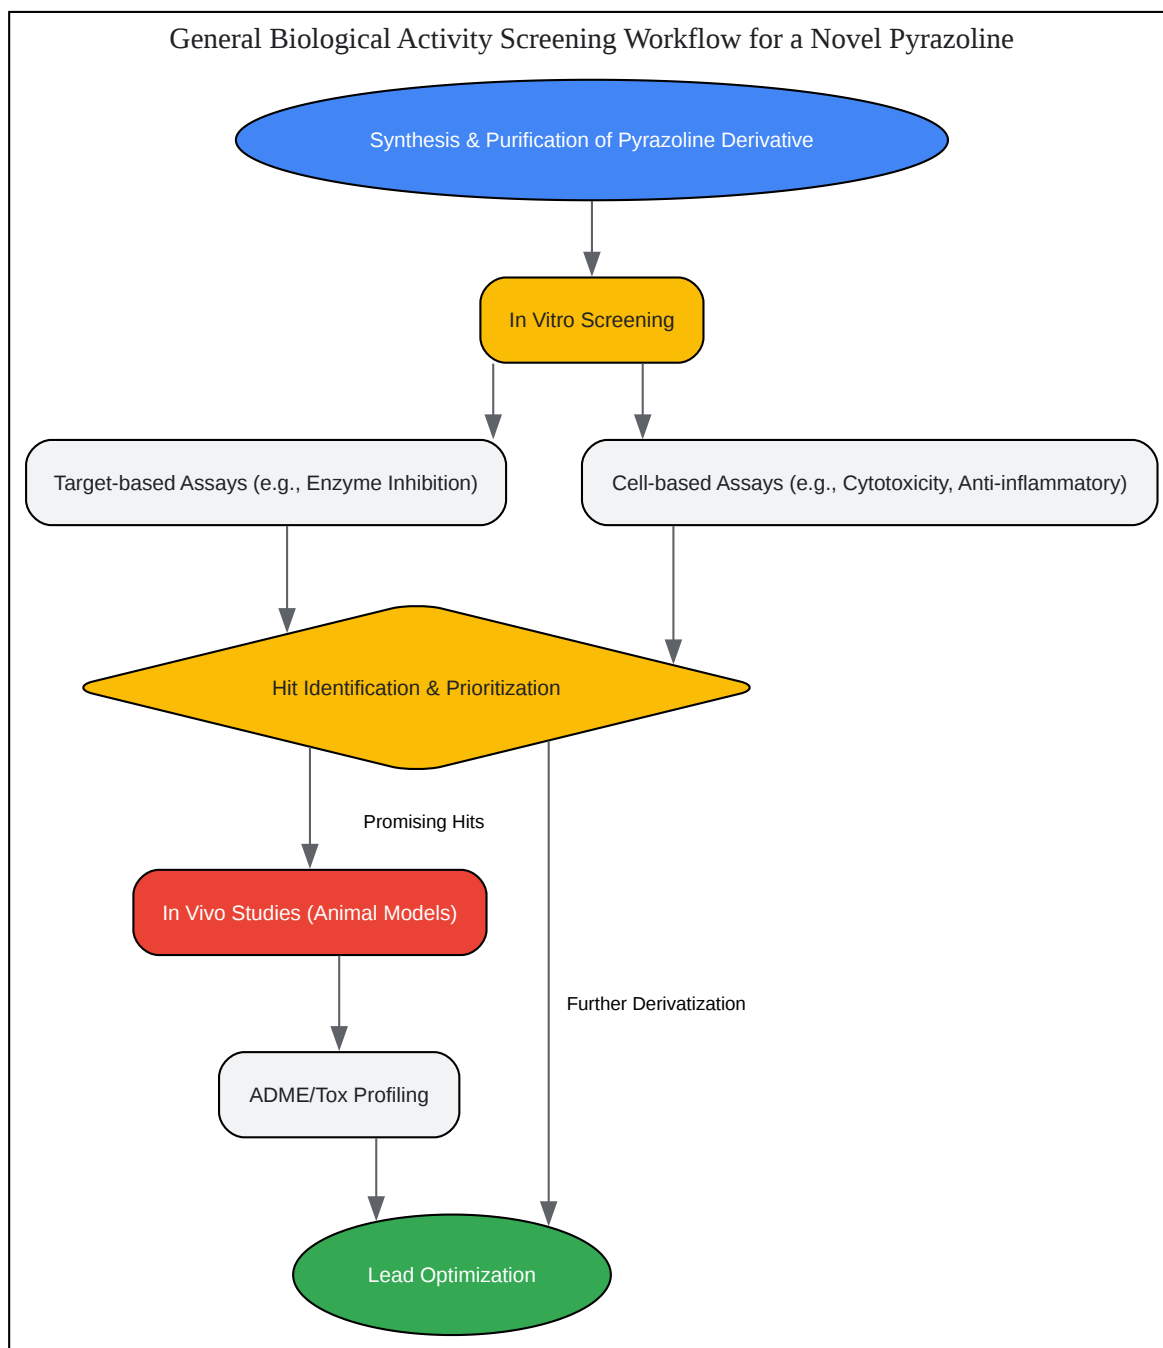 General Biological Activity Screening Workflow for a Novel Pyrazoline
Synthesis & Purification of Pyrazoline Derivative
In Vitro Screening
Target-based Assays (e.g., Enzyme Inhibition)
Cell-based Assays (e.g., Cytotoxicity, Anti-inflammatory)
Hit Identification & Prioritization
Promising Hits
In Vivo Studies (Animal Models)
Further Derivatization
ADME/Tox Profiling
Lead Optimization